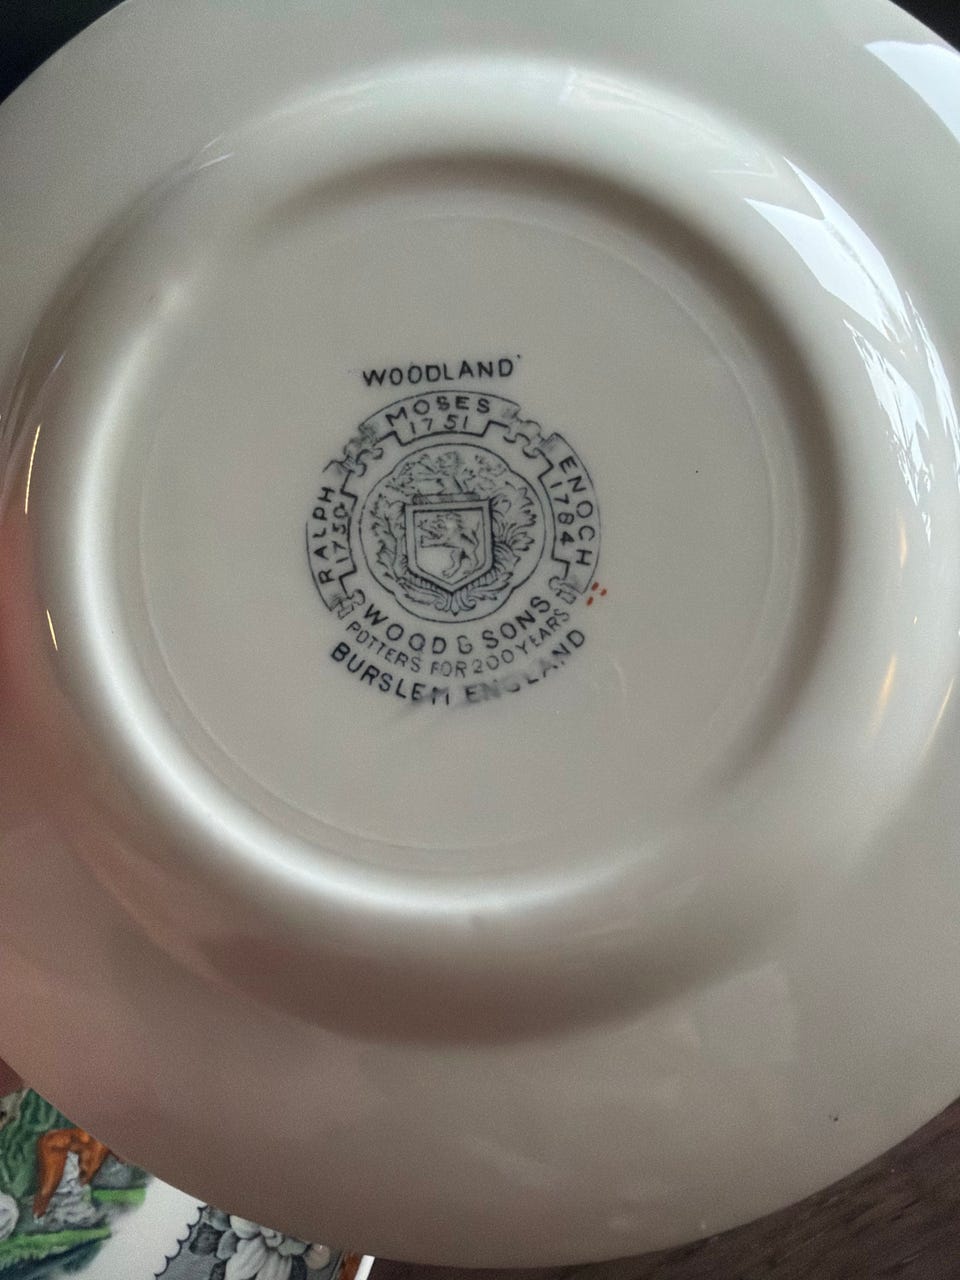 'WOODLAND'
MOSES
1751
RALPH
1750
ENOCH
1784
WOOD & SONS
POTTERS FOR 200 YEARS
BURSLEM ENGLAND